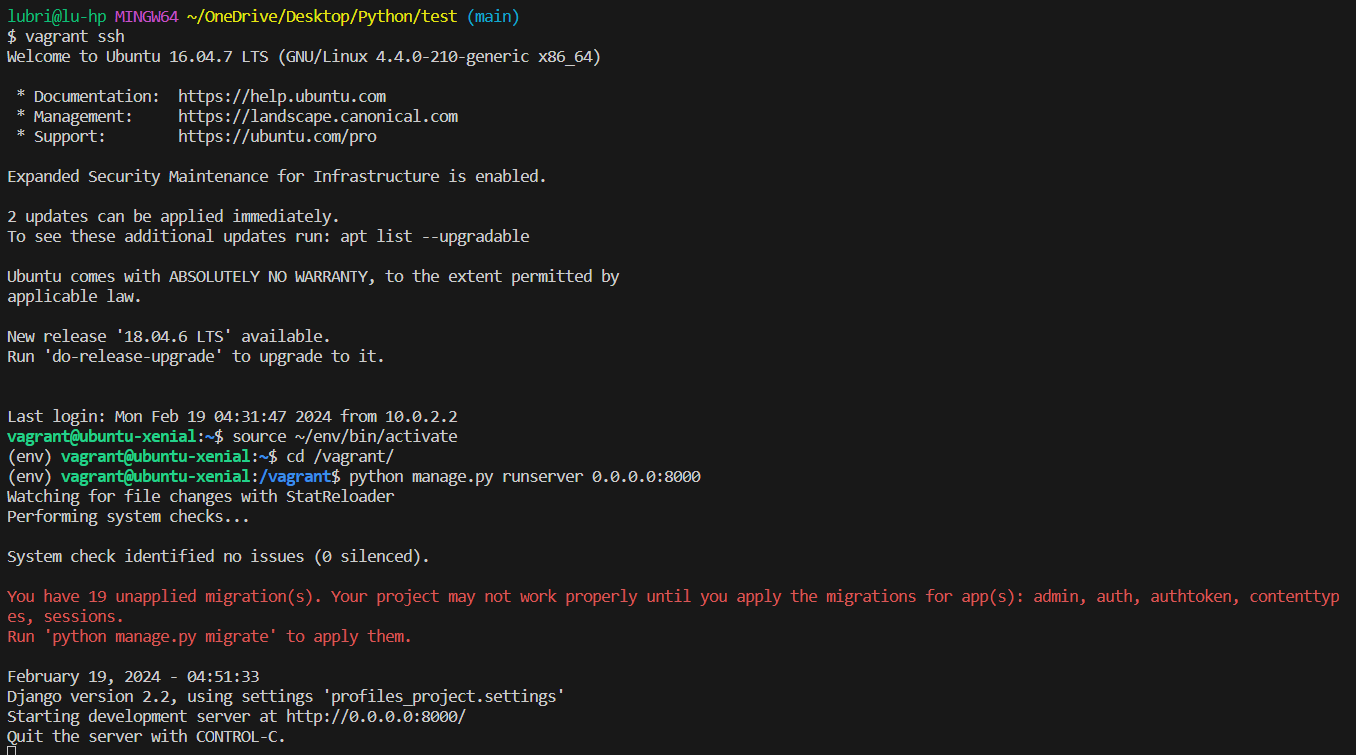 lubri@lu-hp MINGW64 ~/OneDrive/Desktop/Python/test (main)
$ vagrant ssh
Welcome to Ubuntu 16.04.7 LTS (GNU/Linux 4.4.0-210-generic x86_64)
* Documentation:  https://help.ubuntu.com
* Management:     https://landscape.canonical.com
* Support:        https://ubuntu.com/pro
Expanded Security Maintenance for Infrastructure is enabled.
2 updates can be applied immediately.
To see these additional updates run: apt list --upgradable
Ubuntu comes with ABSOLUTELY NO WARRANTY, to the extent permitted by
applicable law.
New release '18.04.6 LTS' available.
Run 'do-release-upgrade' to upgrade to it.
Last login: Mon Feb 19 04:31:47 2024 from 10.0.2.2
vagrant@ubuntu-xenial:~$ source ~/env/bin/activate
(env) vagrant@ubuntu-xenial:~$ cd /vagrant/
(env) vagrant@ubuntu-xenial:/vagrant$ python manage.py runserver 0.0.0.0:8000
Watching for file changes with StatReloader
Performing system checks...
System check identified no issues (0 silenced).
You have 19 unapplied migration(s). Your project may not work properly until you apply the migrations for app(s): admin, auth, authtoken, contenttyp
es, sessions.
Run 'python manage.py migrate' to apply them.
February 19, 2024 - 04:51:33
Django version 2.2, using settings 'profiles_project.settings'
Starting development server at http://0.0.0.0:8000/
Quit the server with CONTROL-C.